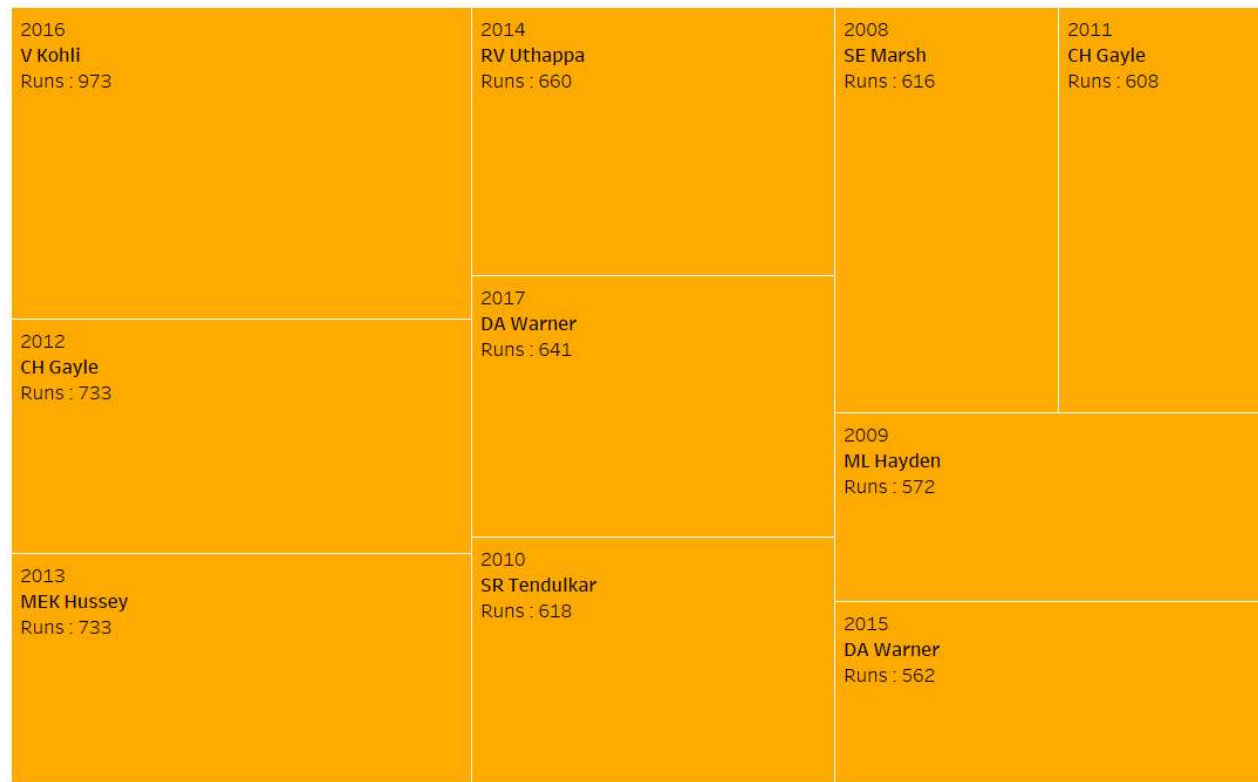 2016
V Kohli
Runs : 973
2012
CH Gayle
Runs : 733
2013
MEK Hussey
Runs : 733
2014
RV Uthappa
Runs : 660
2017
DA Warner
Runs : 641
2010
SR Tendulkar
Runs : 618
2008
SE Marsh
Runs : 616
2011
CH Gayle
Runs : 608
2009
ML Hayden
Runs : 572
2015
DA Warner
Runs : 562